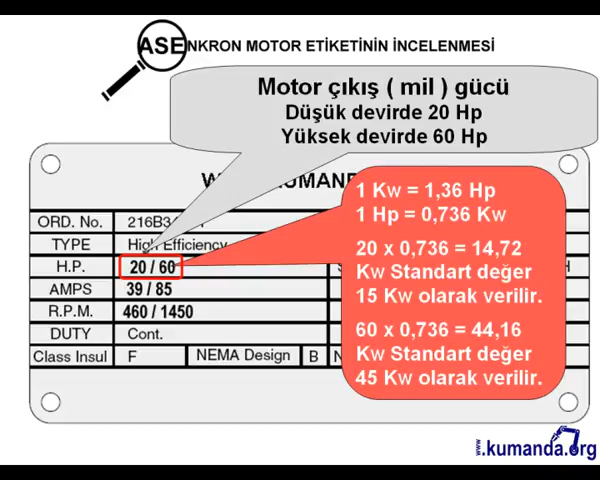 ASENKRON MOTOR ETİKETİNİN İNCELENMESİ
Motor çıkış ( mil ) gücü
Düşük devirde 20 Hp
Yüksek devirde 60 Hp
1 Kw = 1,36 Hp
1 Hp = 0,736 Kw
20 x 0,736 = 14,72
Kw Standart değer
15 Kw olarak verilir.
60 x 0,736 = 44,16
Kw Standart değer
45 Kw olarak verilir.
ORD. No.
TYPE High Efficiency
H.P. 20 / 60
AMPS 39 / 85
R.P.M. 460 / 1450
DUTY Cont.
Class Insul F NEMA Design B
www.kumanda.org